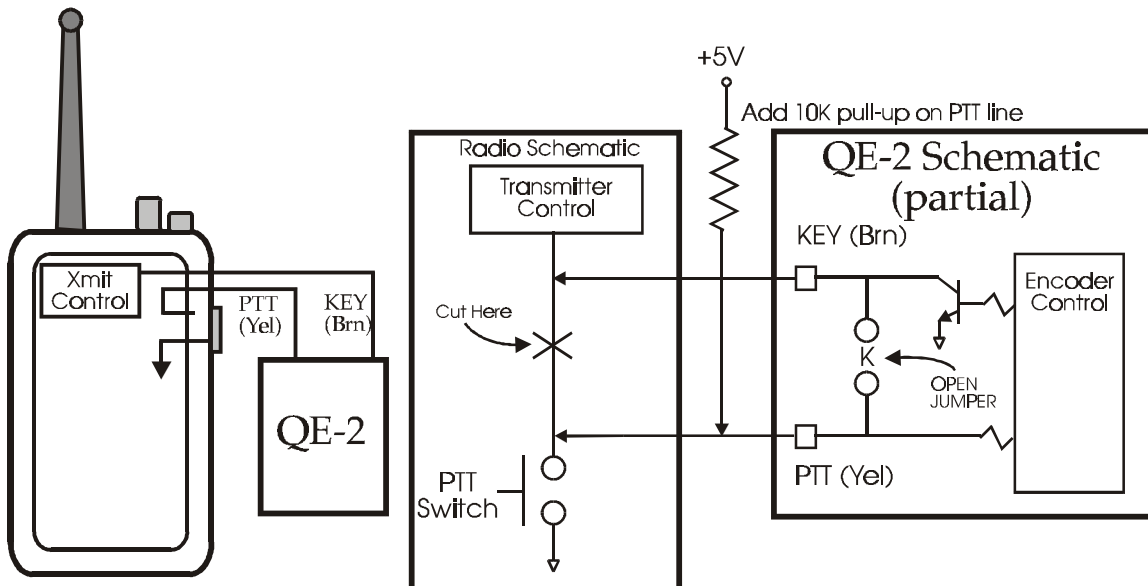 Xmit
Control
PTT
(Yel)
KEY
(Brn)
QE-2
Radio Schematic
Transmitter
Control
Cut Here
PTT
Switch
+5V
Add 10K pull-up on PTT line
QE-2 Schematic
(partial)
KEY (Brn)
Encoder
Control
K
OPEN
JUMPER
PTT (Yel)